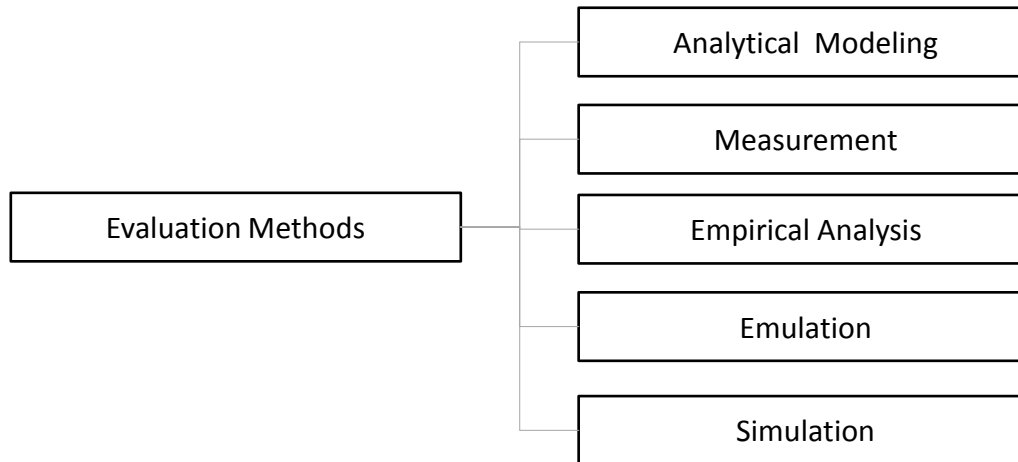 Analytical Modeling
Measurement
Evaluation Methods
Empirical Analysis
Emulation
Simulation